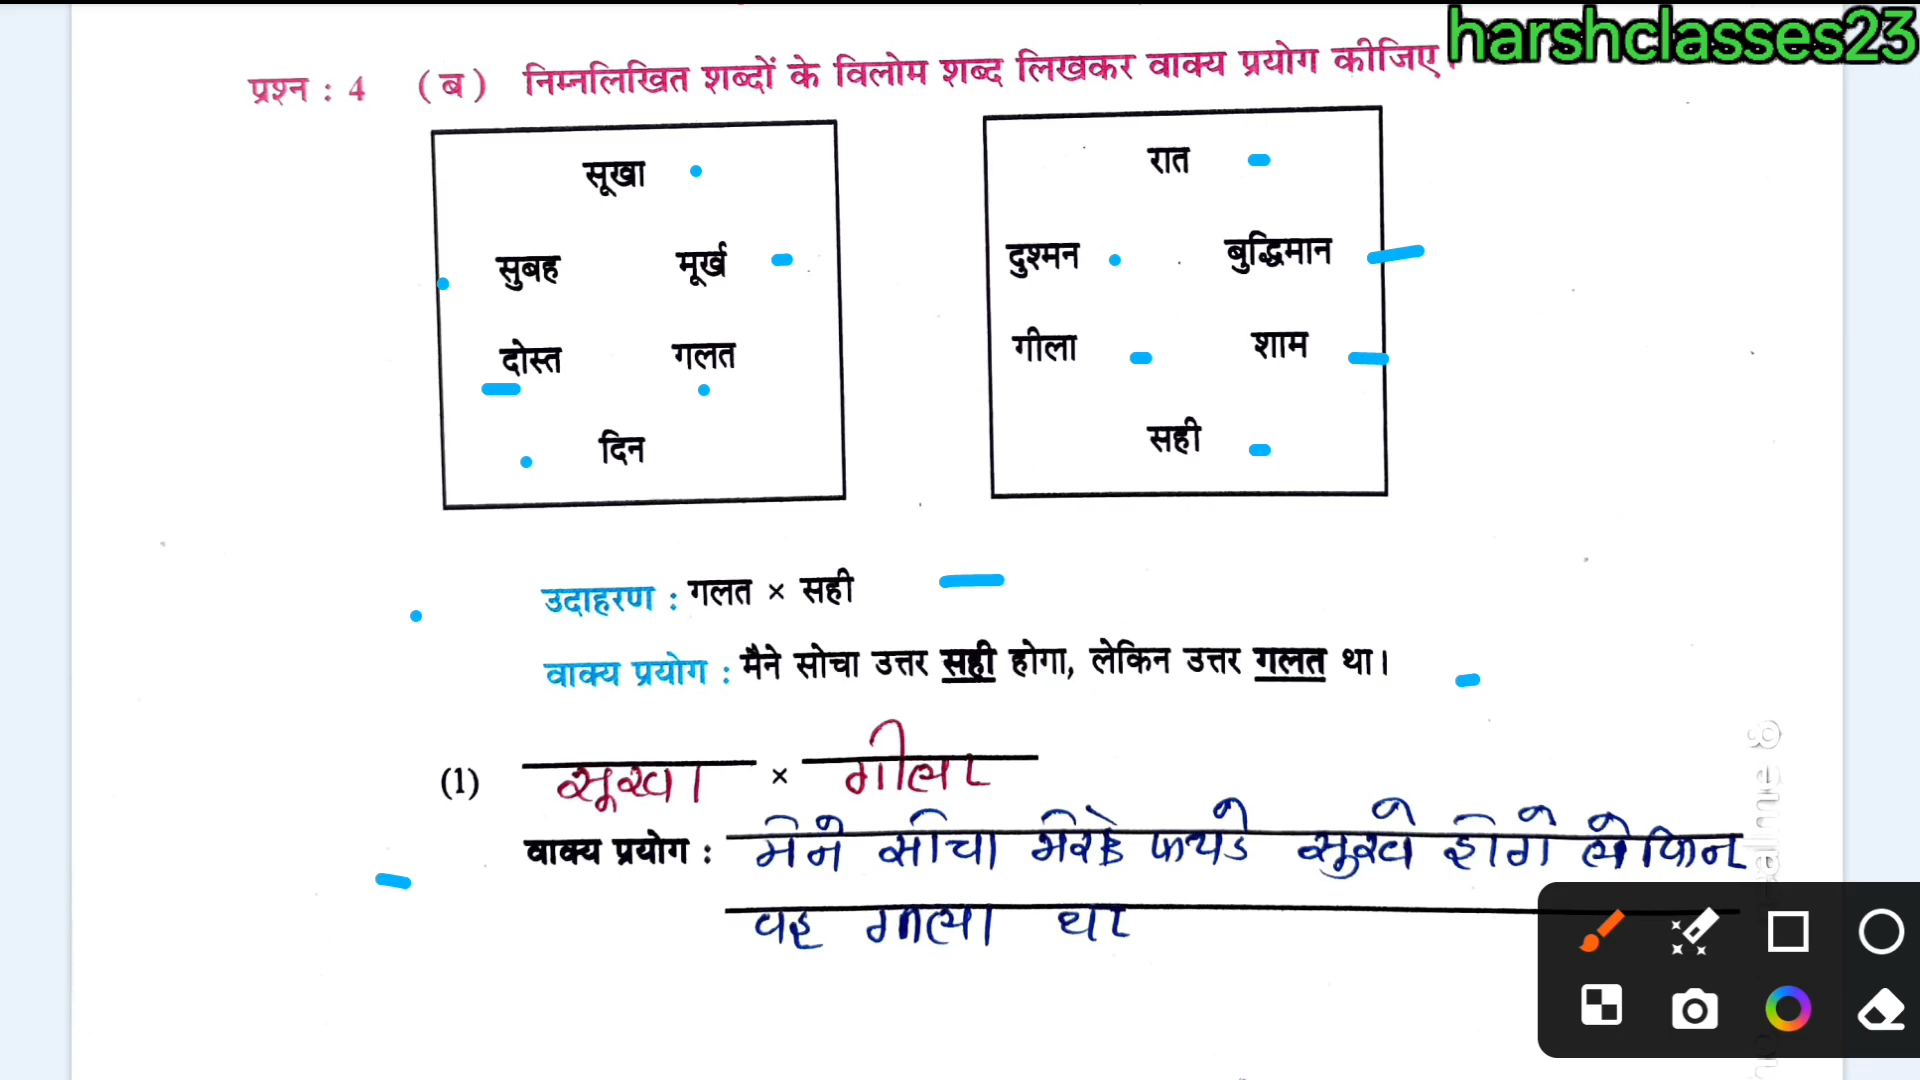 harshclasses23
प्रश्न : 4 (ब) निम्नलिखित शब्दों के विलोम शब्द लिखकर वाक्य प्रयोग कीजिए।
सूखा
सुबह मूर्ख
दोस्त गलत
दिन
रात
दुश्मन बुद्धिमान
गीला शाम
सही
उदाहरण : गलत × सही
वाक्य प्रयोग : मैने सोचा उत्तर सही होगा, लेकिन उत्तर गलत था।
(1) सूखा × गीला
वाक्य प्रयोग : मैने सोचा मेरे कपडे सूखे होगे लेकिन
वह गीला था